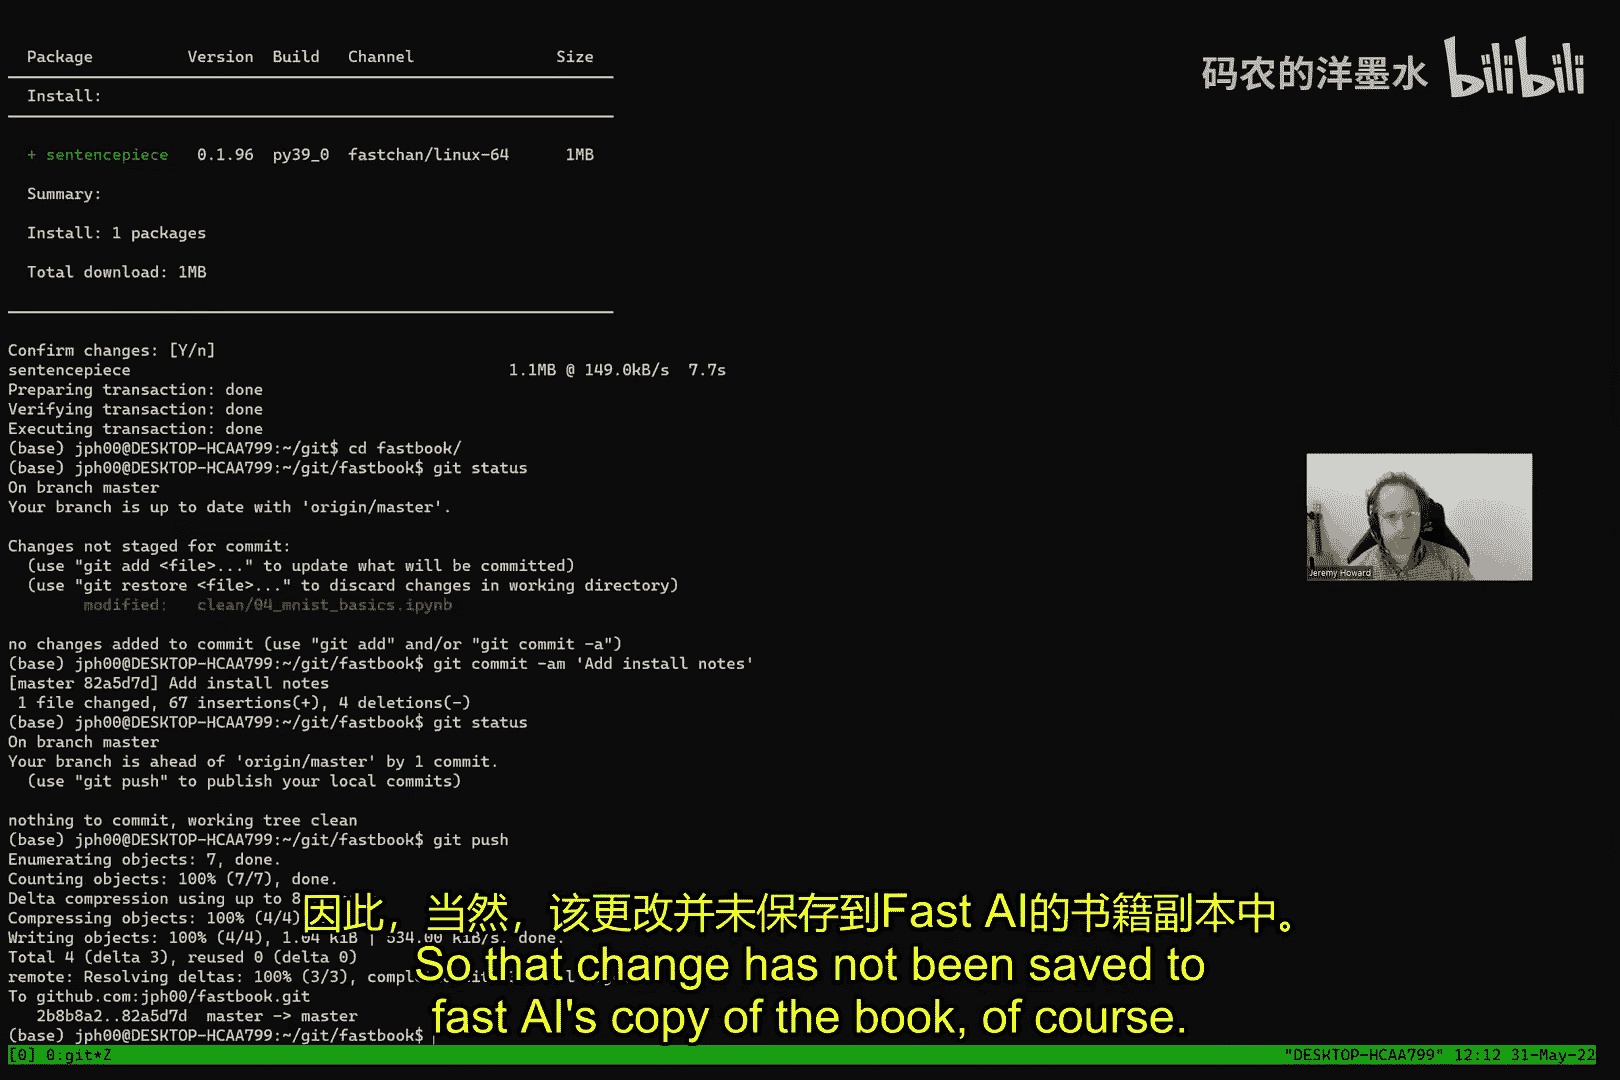 Package Version Build Channel Size
码农的洋墨水 bilibili
Install:
+ sentencepiece 0.1.96 py39_0 fastchan/linux-64 1MB
Summary:
Install: 1 packages
Total download: 1MB
Confirm changes: [Y/n]
sentencepiece 1.1MB @ 149.0kB/s 7.7s
Preparing transaction: done
Verifying transaction: done
Executing transaction: done
(base) jph00@DESKTOP-HCAA799:~/git$ cd fastbook/
(base) jph00@DESKTOP-HCAA799:~/git/fastbook$ git status
On branch master
Your branch is up to date with 'origin/master'.
Changes not staged for commit:
(use "git add <file>..." to update what will be committed)
(use "git restore <file>..." to discard changes in working directory)
modified: clean/04_mnist_basics.ipynb
Jeremy Howard
no changes added to commit (use "git add" and/or "git commit -a")
(base) jph00@DESKTOP-HCAA799:~/git/fastbook$ git commit -am 'Add install notes'
[master 82a5d7d] Add install notes
1 file changed, 67 insertions(+), 4 deletions(-)
(base) jph00@DESKTOP-HCAA799:~/git/fastbook$ git status
On branch master
Your branch is ahead of 'origin/master' by 1 commit.
(use "git push" to publish your local commits)
nothing to commit, working tree clean
(base) jph00@DESKTOP-HCAA799:~/git/fastbook$ git push
Enumerating objects: 7, done.
Counting objects: 100% (7/7), done.
Delta compression using up to 8
Compressing objects: 100% (4/4)
Writing objects: 100% (4/4), 1.04 KiB | 534.00 KiB/s, done.
Total 4 (delta 3), reused 0 (delta 0)
remote: Resolving deltas: 100% (3/3),
To github.com:jph00/fastbook.git
2b8b8a2..82a5d7d master -> master
(base) jph00@DESKTOP-HCAA799:~/git/fastbook$
因此，当然，该更改并未保存到Fast AI的书籍副本中。
So that change has not been saved to
fast AI's copy of the book, of course.
[0] 0:git*Z "DESKTOP-HCAA799" 12:12 31-May-22